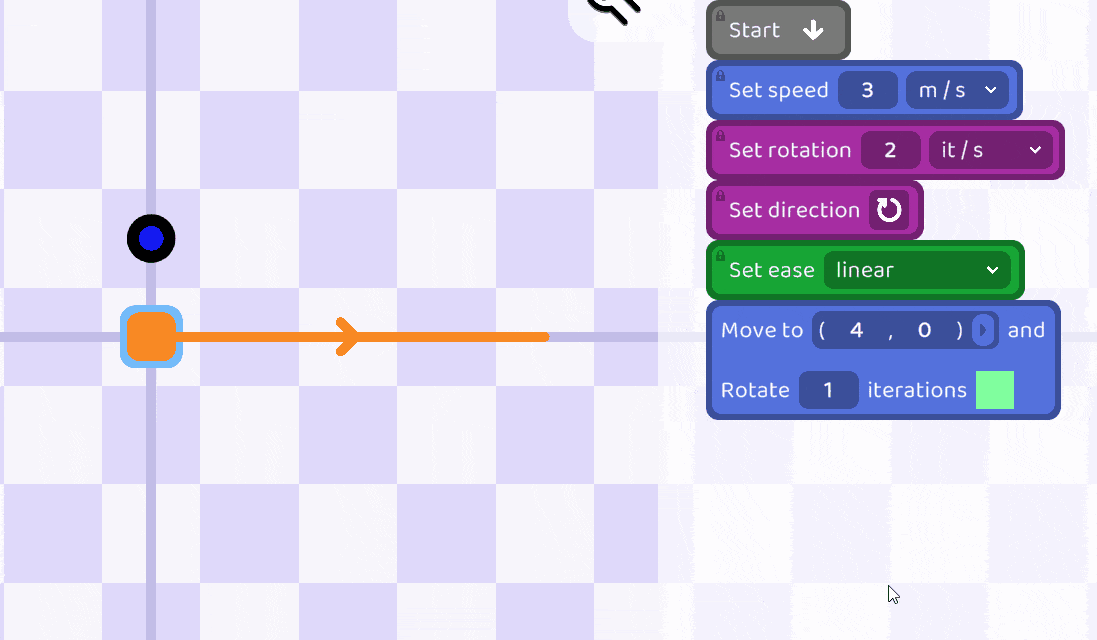 Start
Set speed 3 m / s
Set rotation 2 it / s
Set direction
Set ease linear
Move to ( 4 , 0 ) and
Rotate 1 iterations